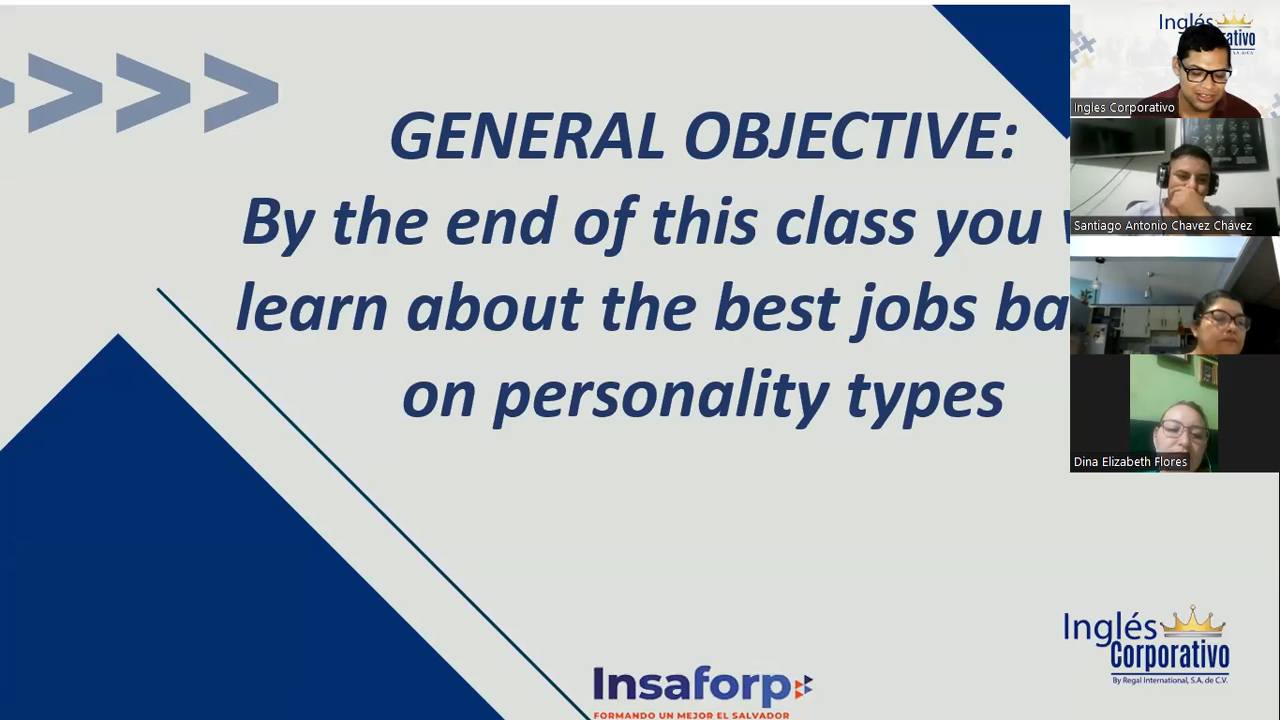 GENERAL OBJECTIVE:
By the end of this class you
learn about the best jobs ba
on personality types
Insaforp
FORMANDO UN MEJOR EL SALVADOR
Inglés
Corporativo
By Regal International, S.A. de C.V.
Inglés
rativo
Ingles Corporativo
Santiago Antonio Chavez Chávez
Dina Elizabeth Flores